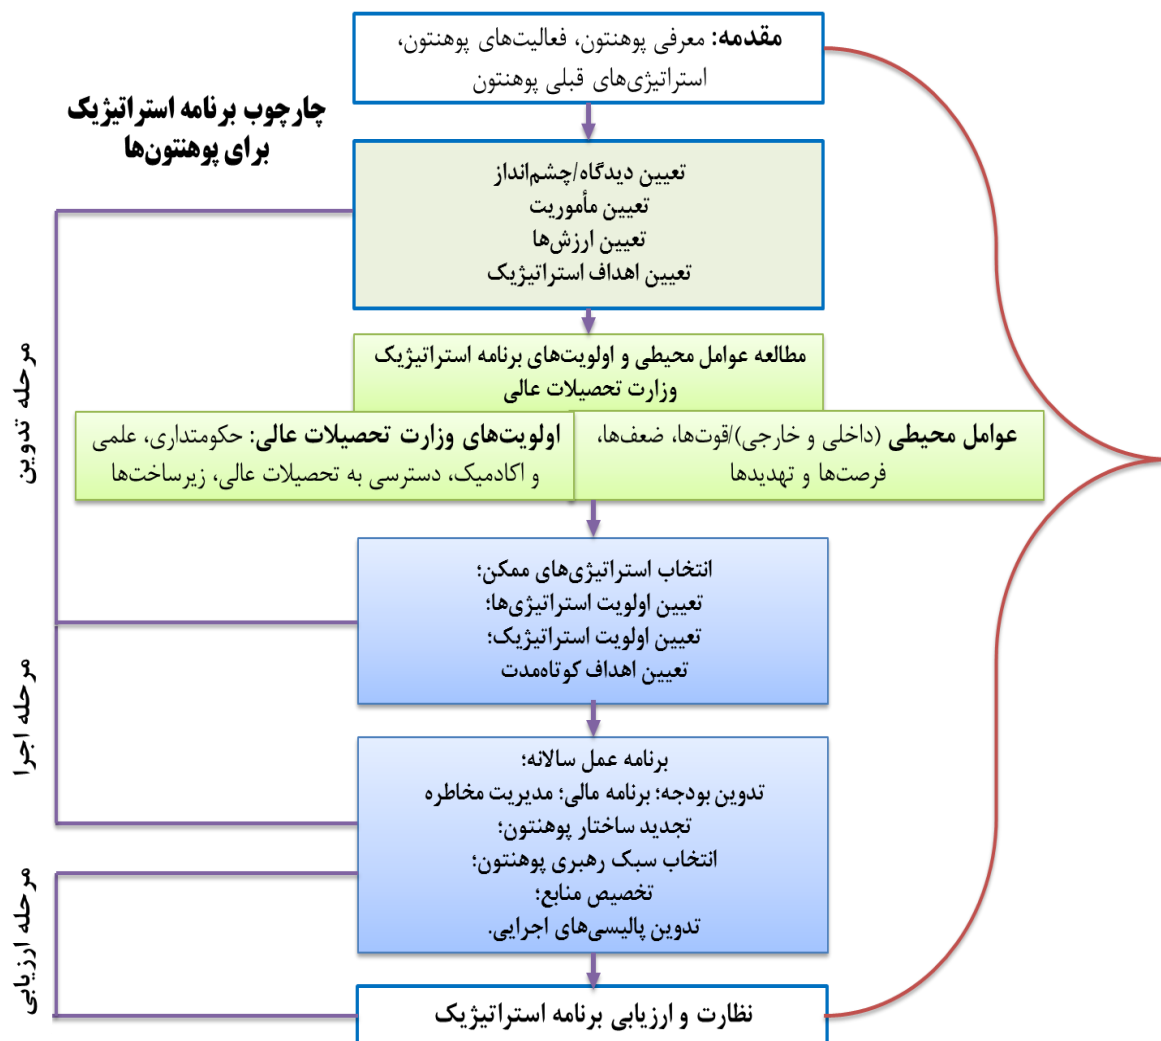 مقدمه: معرفی پوهنتون، فعالیت‌های پوهنتون،
استراتیژی‌های قبلی پوهنتون
چارچوب برنامه استراتیژیک
برای پوهنتون‌ها
تعیین دیدگاه/چشم‌انداز
تعیین مأموریت
تعیین ارزش‌ها
تعیین اهداف استراتیژیک
مطالعه عوامل محیطی و اولویت‌های برنامه استراتیژیک
وزارت تحصیلات عالی
عوامل محیطی (داخلی و خارجی)/قوت‌ها، ضعف‌ها،
فرصت‌ها و تهدیدها
اولویت‌های وزارت تحصیلات عالی: حکومتداری، علمی
و اکادمیک، دسترسی به تحصیلات عالی، زیرساخت‌ها
مرحله تدوین
انتخاب استراتیژی‌های ممکن؛
تعیین اولویت استراتیژی‌ها؛
تعیین اولویت استراتیژیک؛
تعیین اهداف کوتاه‌مدت
مرحله اجرا
برنامه عمل سالانه؛
تدوین بودجه؛ برنامه مالی؛ مدیریت مخاطره
تجدید ساختار پوهنتون؛
انتخاب سبک رهبری پوهنتون؛
تخصیص منابع؛
تدوین پالیسی‌های اجرایی.
مرحله ارزیابی
نظارت و ارزیابی برنامه استراتیژیک